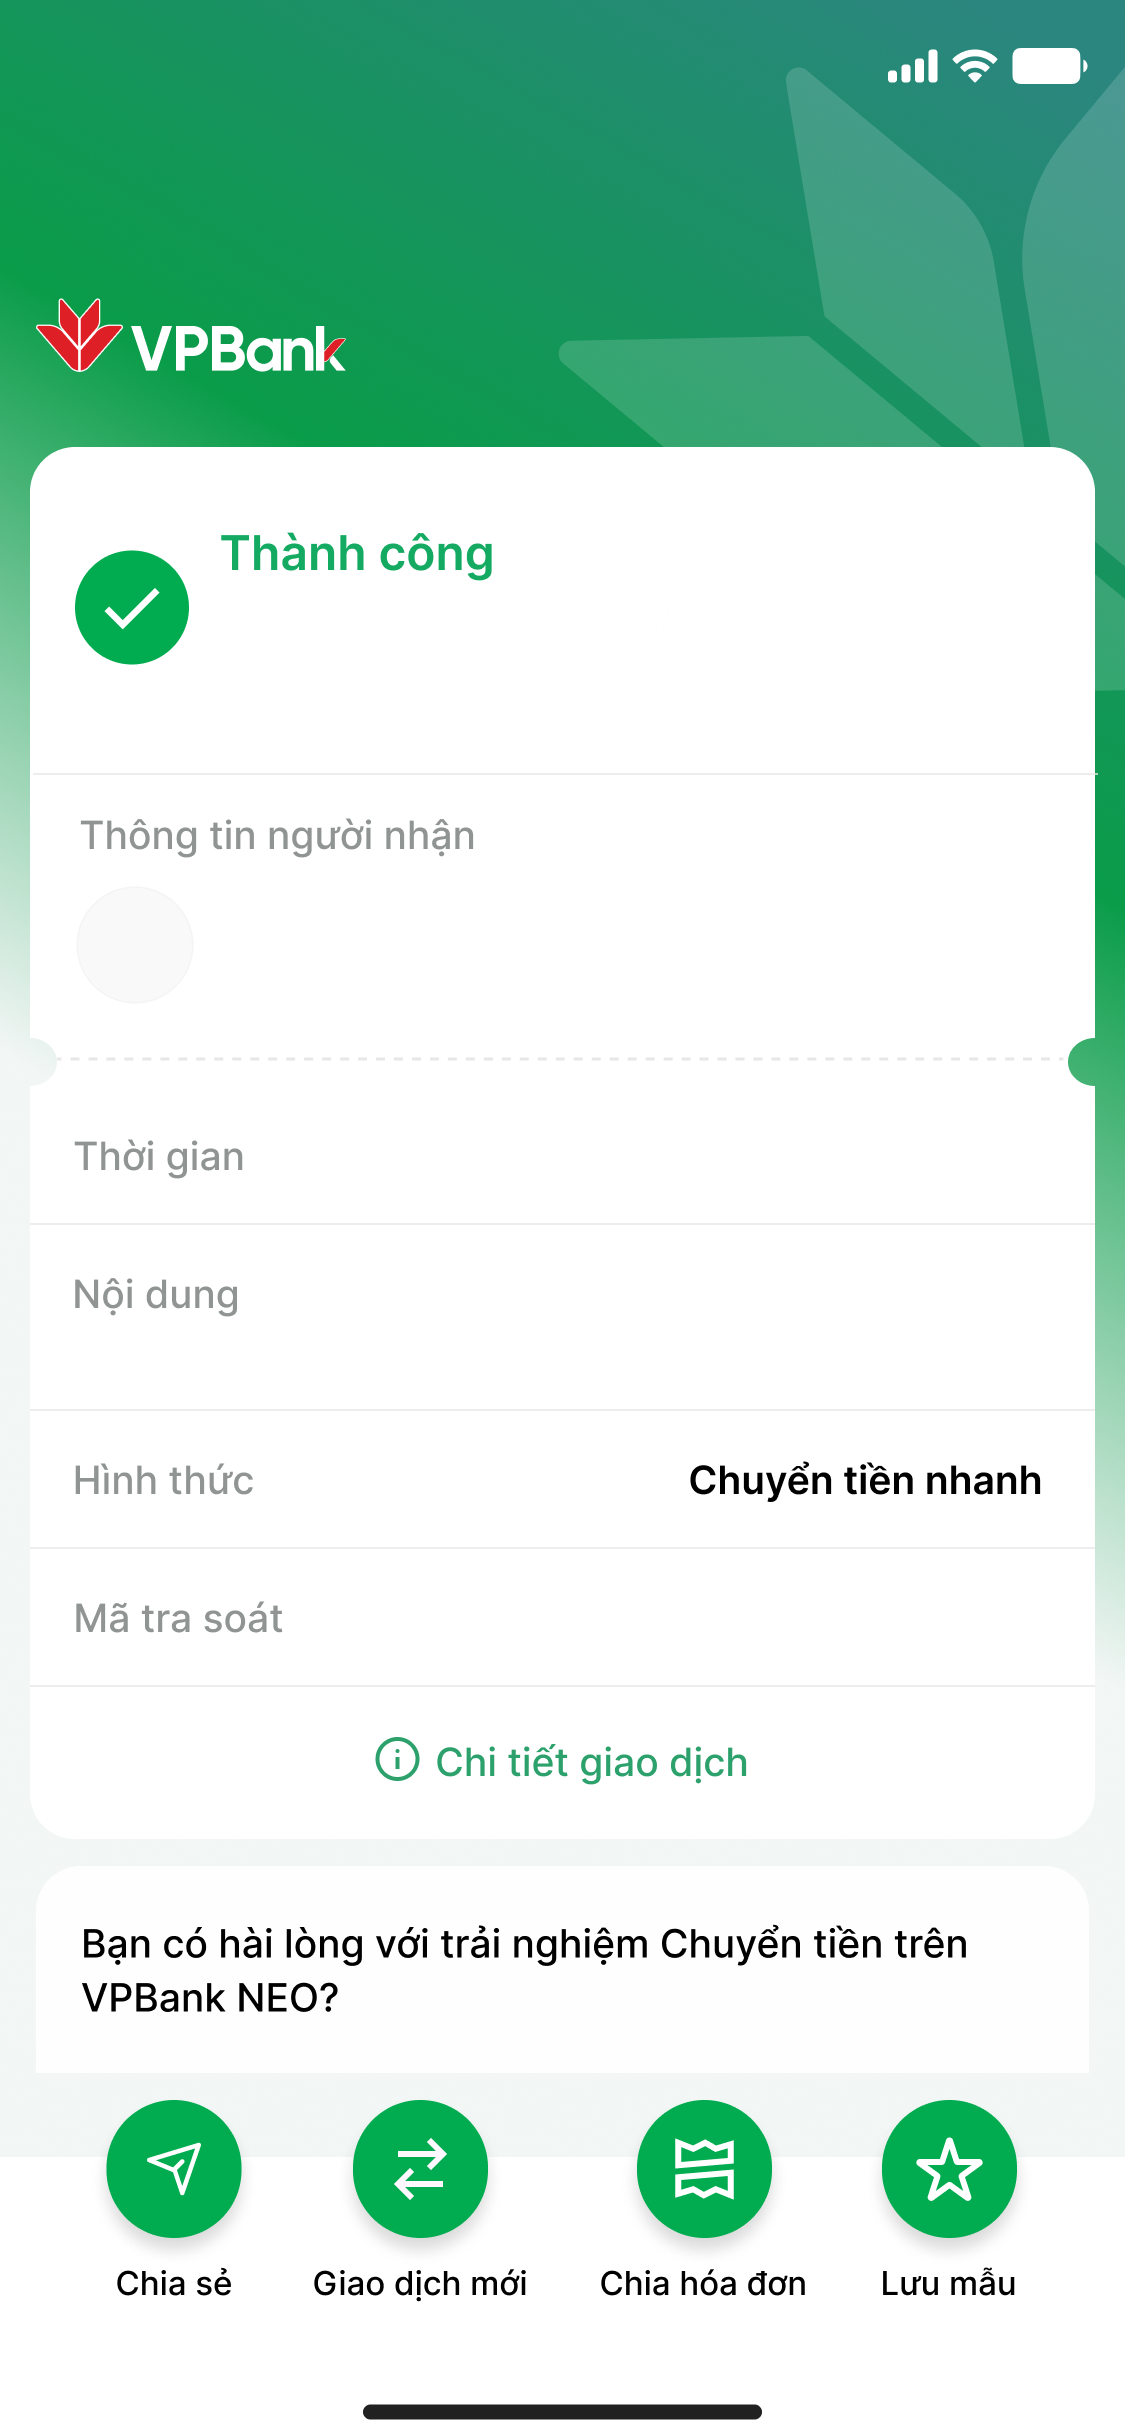 VPBank
Thành công
Thông tin người nhận
Thời gian
Nội dung
Hình thức
Chuyển tiền nhanh
Mã tra soát
Chi tiết giao dịch
Bạn có hài lòng với trải nghiệm Chuyển tiền trên
VPBank NEO?
Chia sẻ
Giao dịch mới
Chia hóa đơn
Lưu mẫu